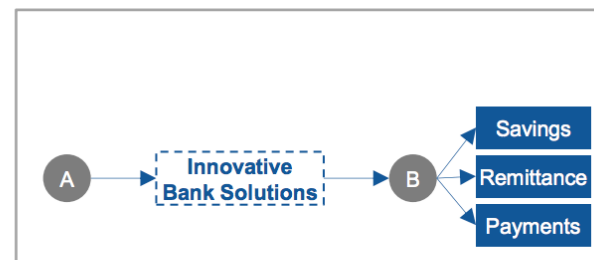 A
Innovative
Bank Solutions
B
Savings
Remittance
Payments